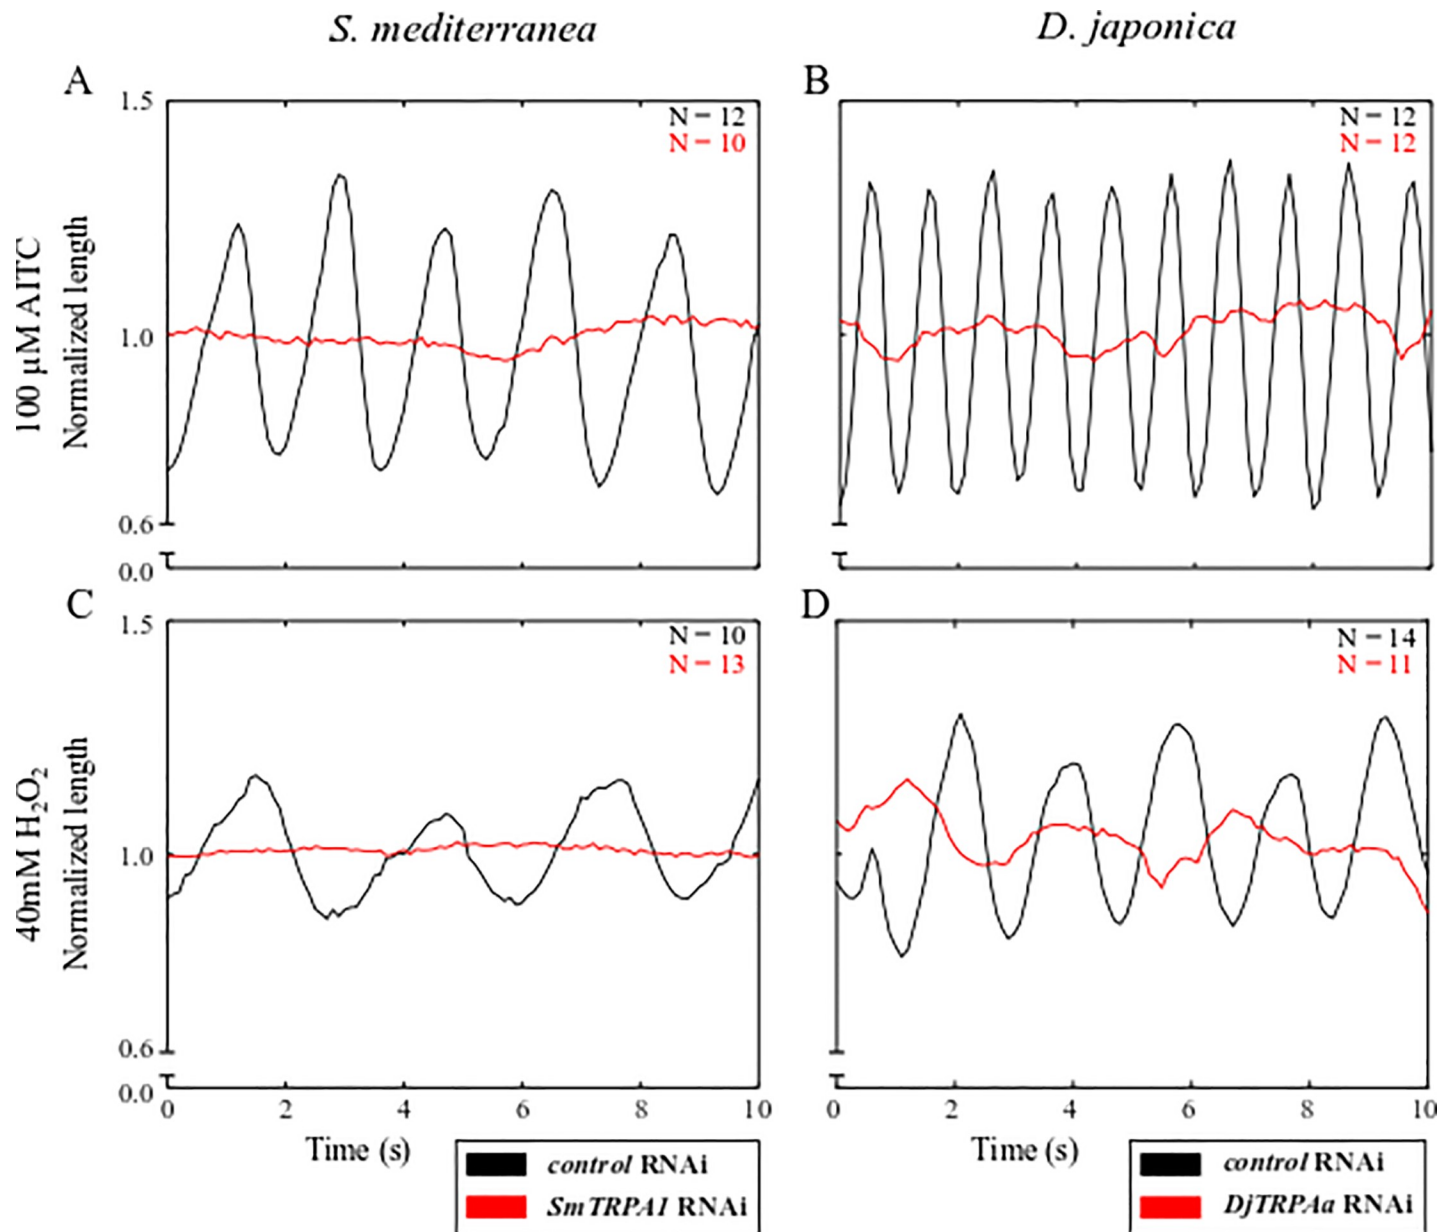 S. mediterranea
D. japonica
A
B
100 µM AITC
Normalized length
1.5
1.0
0.6
0.0
N = 12
N = 10
N = 12
N = 12
C
D
40mM H₂O₂
Normalized length
1.5
1.0
0.6
0.0
N = 10
N = 13
N = 14
N = 11
0 2 4 6 8 10
0 2 4 6 8 10
Time (s)
Time (s)
control RNAi
SmTRPA1 RNAi
control RNAi
DjTRPAa RNAi